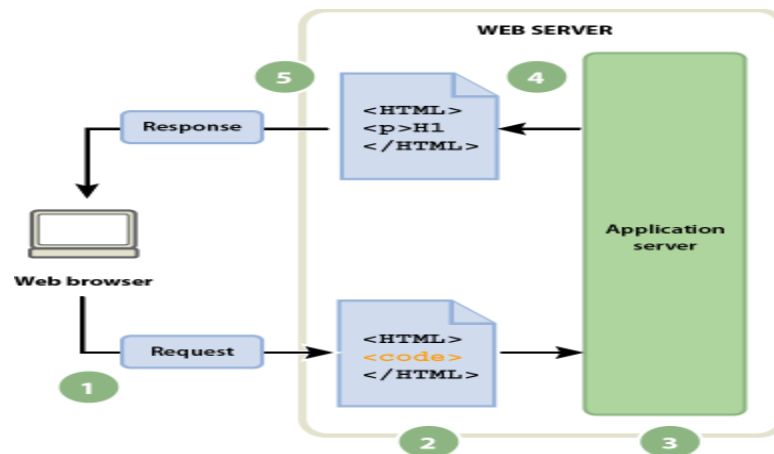 WEB SERVER
5
4
<HTML>
<p>H1
</HTML>
Response
Application
server
Web browser
Request
<HTML>
<code>
</HTML>
1
2
3